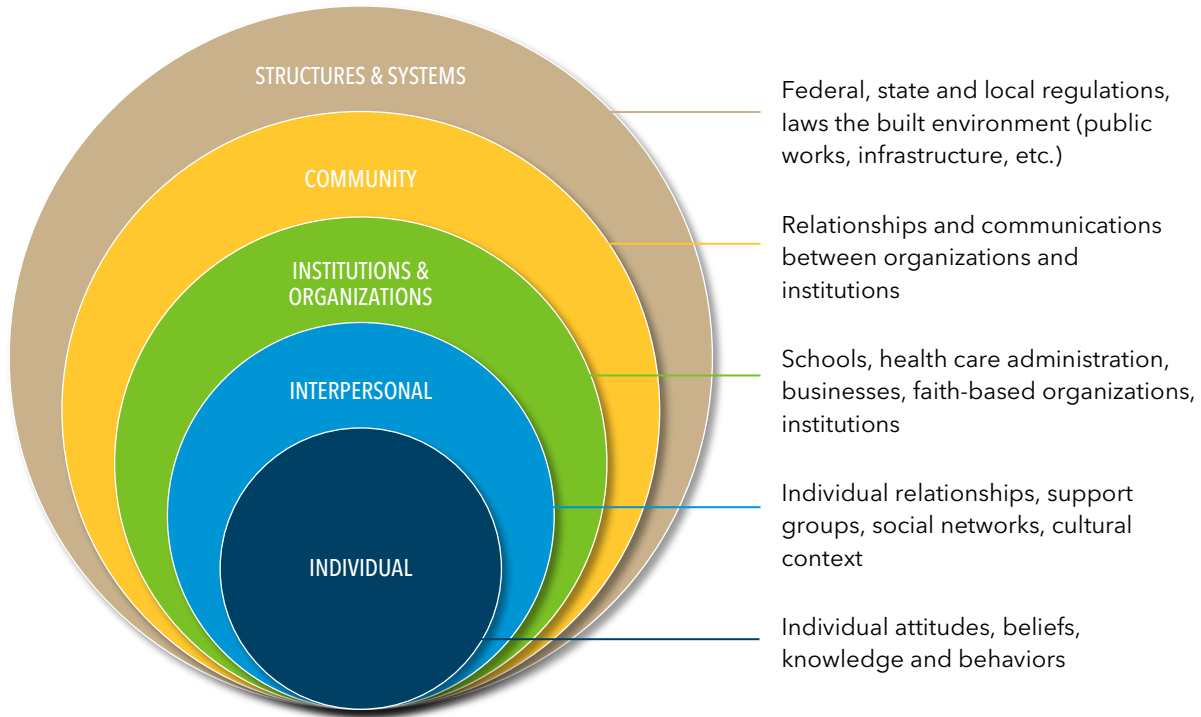 STRUCTURES & SYSTEMS
COMMUNITY
INSTITUTIONS &
ORGANIZATIONS
INTERPERSONAL
INDIVIDUAL
Federal, state and local regulations,
laws the built environment (public
works, infrastructure, etc.)
Relationships and communications
between organizations and
institutions
Schools, health care administration,
businesses, faith-based organizations,
institutions
Individual relationships, support
groups, social networks, cultural
context
Individual attitudes, beliefs,
knowledge and behaviors